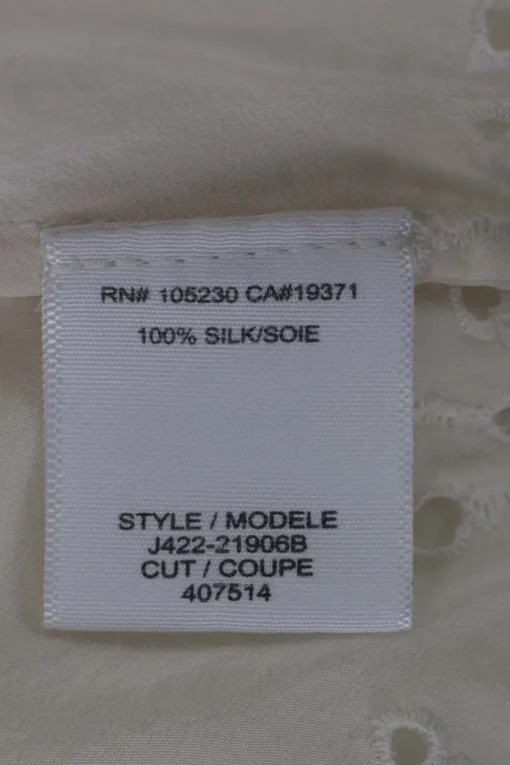 RN# 105230 CA#19371
100% SILK/SOIE
STYLE / MODELE
J422-21906B
CUT / COUPE
407514